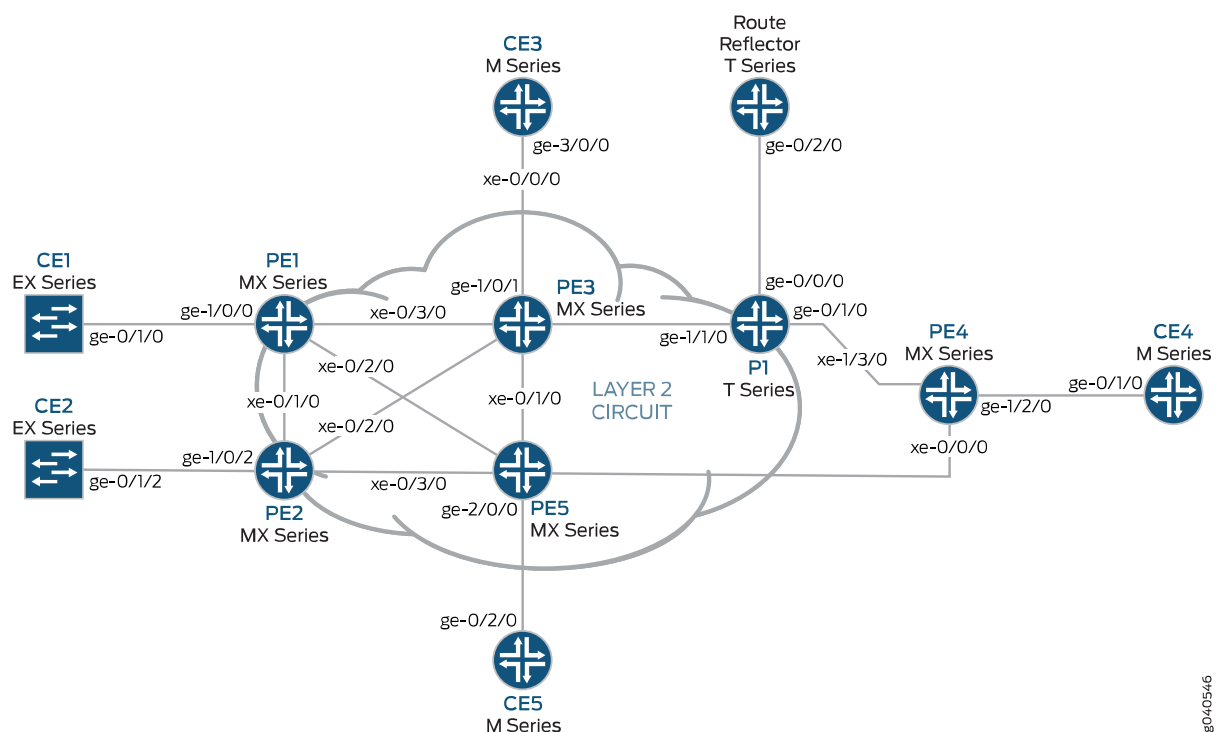 CE3
M Series
Route
Reflector
T Series
ge-3/0/0
ge-0/2/0
xe-0/0/0
CE1
EX Series
PE1
MX Series
ge-1/0/1
PE3
MX Series
ge-0/0/0
ge-0/1/0
ge-1/0/0
xe-0/3/0
ge-0/1/0
ge-1/1/0
P1
T Series
PE4
MX Series
CE4
M Series
xe-1/3/0
xe-0/2/0
LAYER 2
CIRCUIT
xe-0/1/0
xe-0/1/0
ge-0/1/0
ge-1/2/0
CE2
EX Series
xe-0/2/0
xe-0/0/0
ge-1/0/2
ge-0/1/2
xe-0/3/0
PE2
MX Series
ge-2/0/0
PE5
MX Series
ge-0/2/0
CE5
M Series
g040546